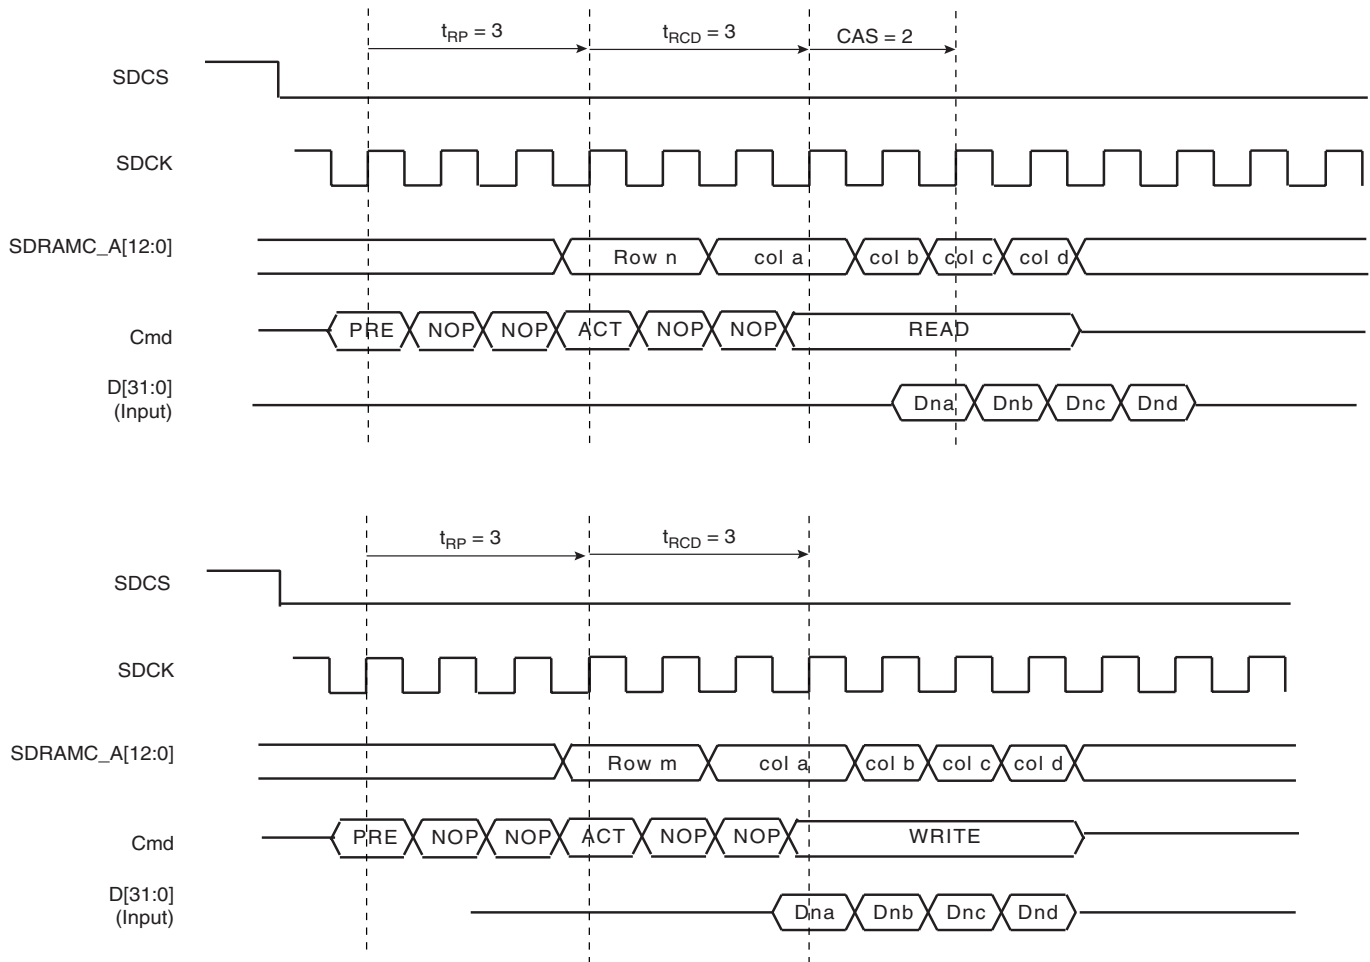 tRP = 3 tRCD = 3 CAS = 2
SDCS
SDCK
SDRAMC_A[12:0] Row n col a col b col c col d
Cmd PRE NOP NOP ACT NOP NOP READ
D[31:0]
(Input) Dna Dnb Dnc Dnd
tRP = 3 tRCD = 3
SDCS
SDCK
SDRAMC_A[12:0] Row m col a col b col c col d
Cmd PRE NOP NOP ACT NOP NOP WRITE
D[31:0]
(Input) Dna Dnb Dnc Dnd